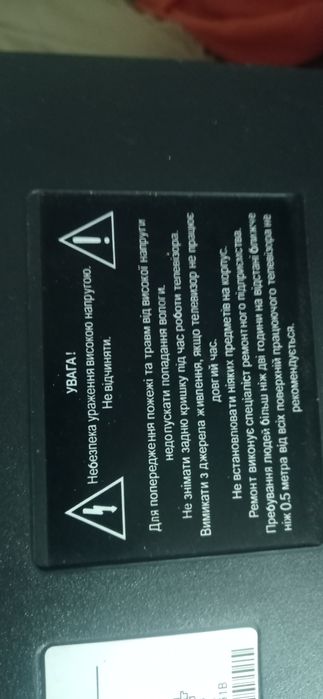 УВАГА!
Небезпека ураження високою напругою.
Не відчиняти.
Для попередження пожежі та травм від високої напруги
недопускати попадання вологи.
Не знімати задню кришку під час роботи телевізора.
Вимикати з джерела живлення, якщо телевізор не працює
довгий час.
Не встановлювати ніяких предметів на корпус.
Ремонт виконує спеціаліст ремонтного підприємства.
Пребування людей більш ніж дві години на відстані ближче
ніж 0.5 метра від всіх поверхнй працюючого телевізора не
рекомендується.